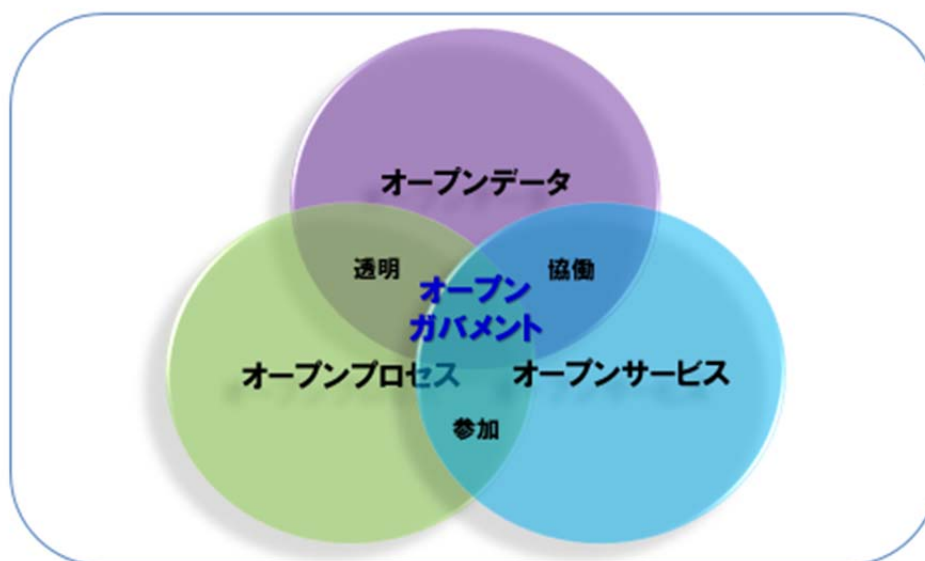 オープンデータ
透明
協働
オープン
ガバメント
オープンプロセス
オープンサービス
参加